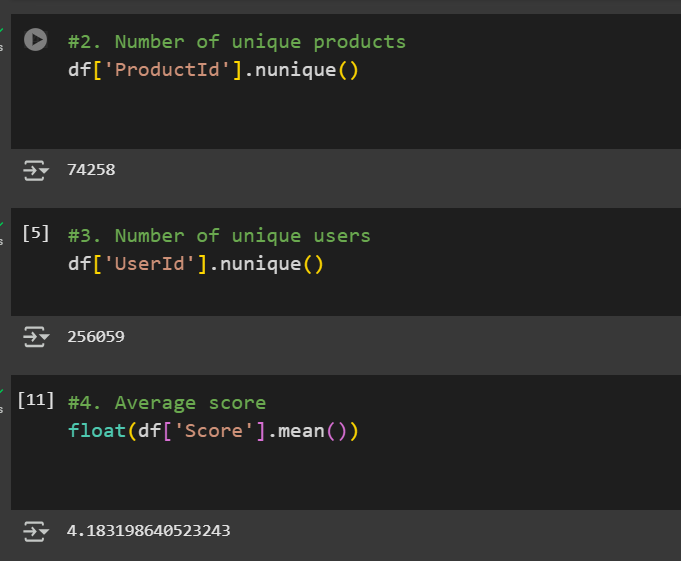 #2. Number of unique products
df['ProductId'].nunique()
74258
[5] #3. Number of unique users
df['UserId'].nunique()
256059
[11] #4. Average score
float(df['Score'].mean())
4.183198640523243